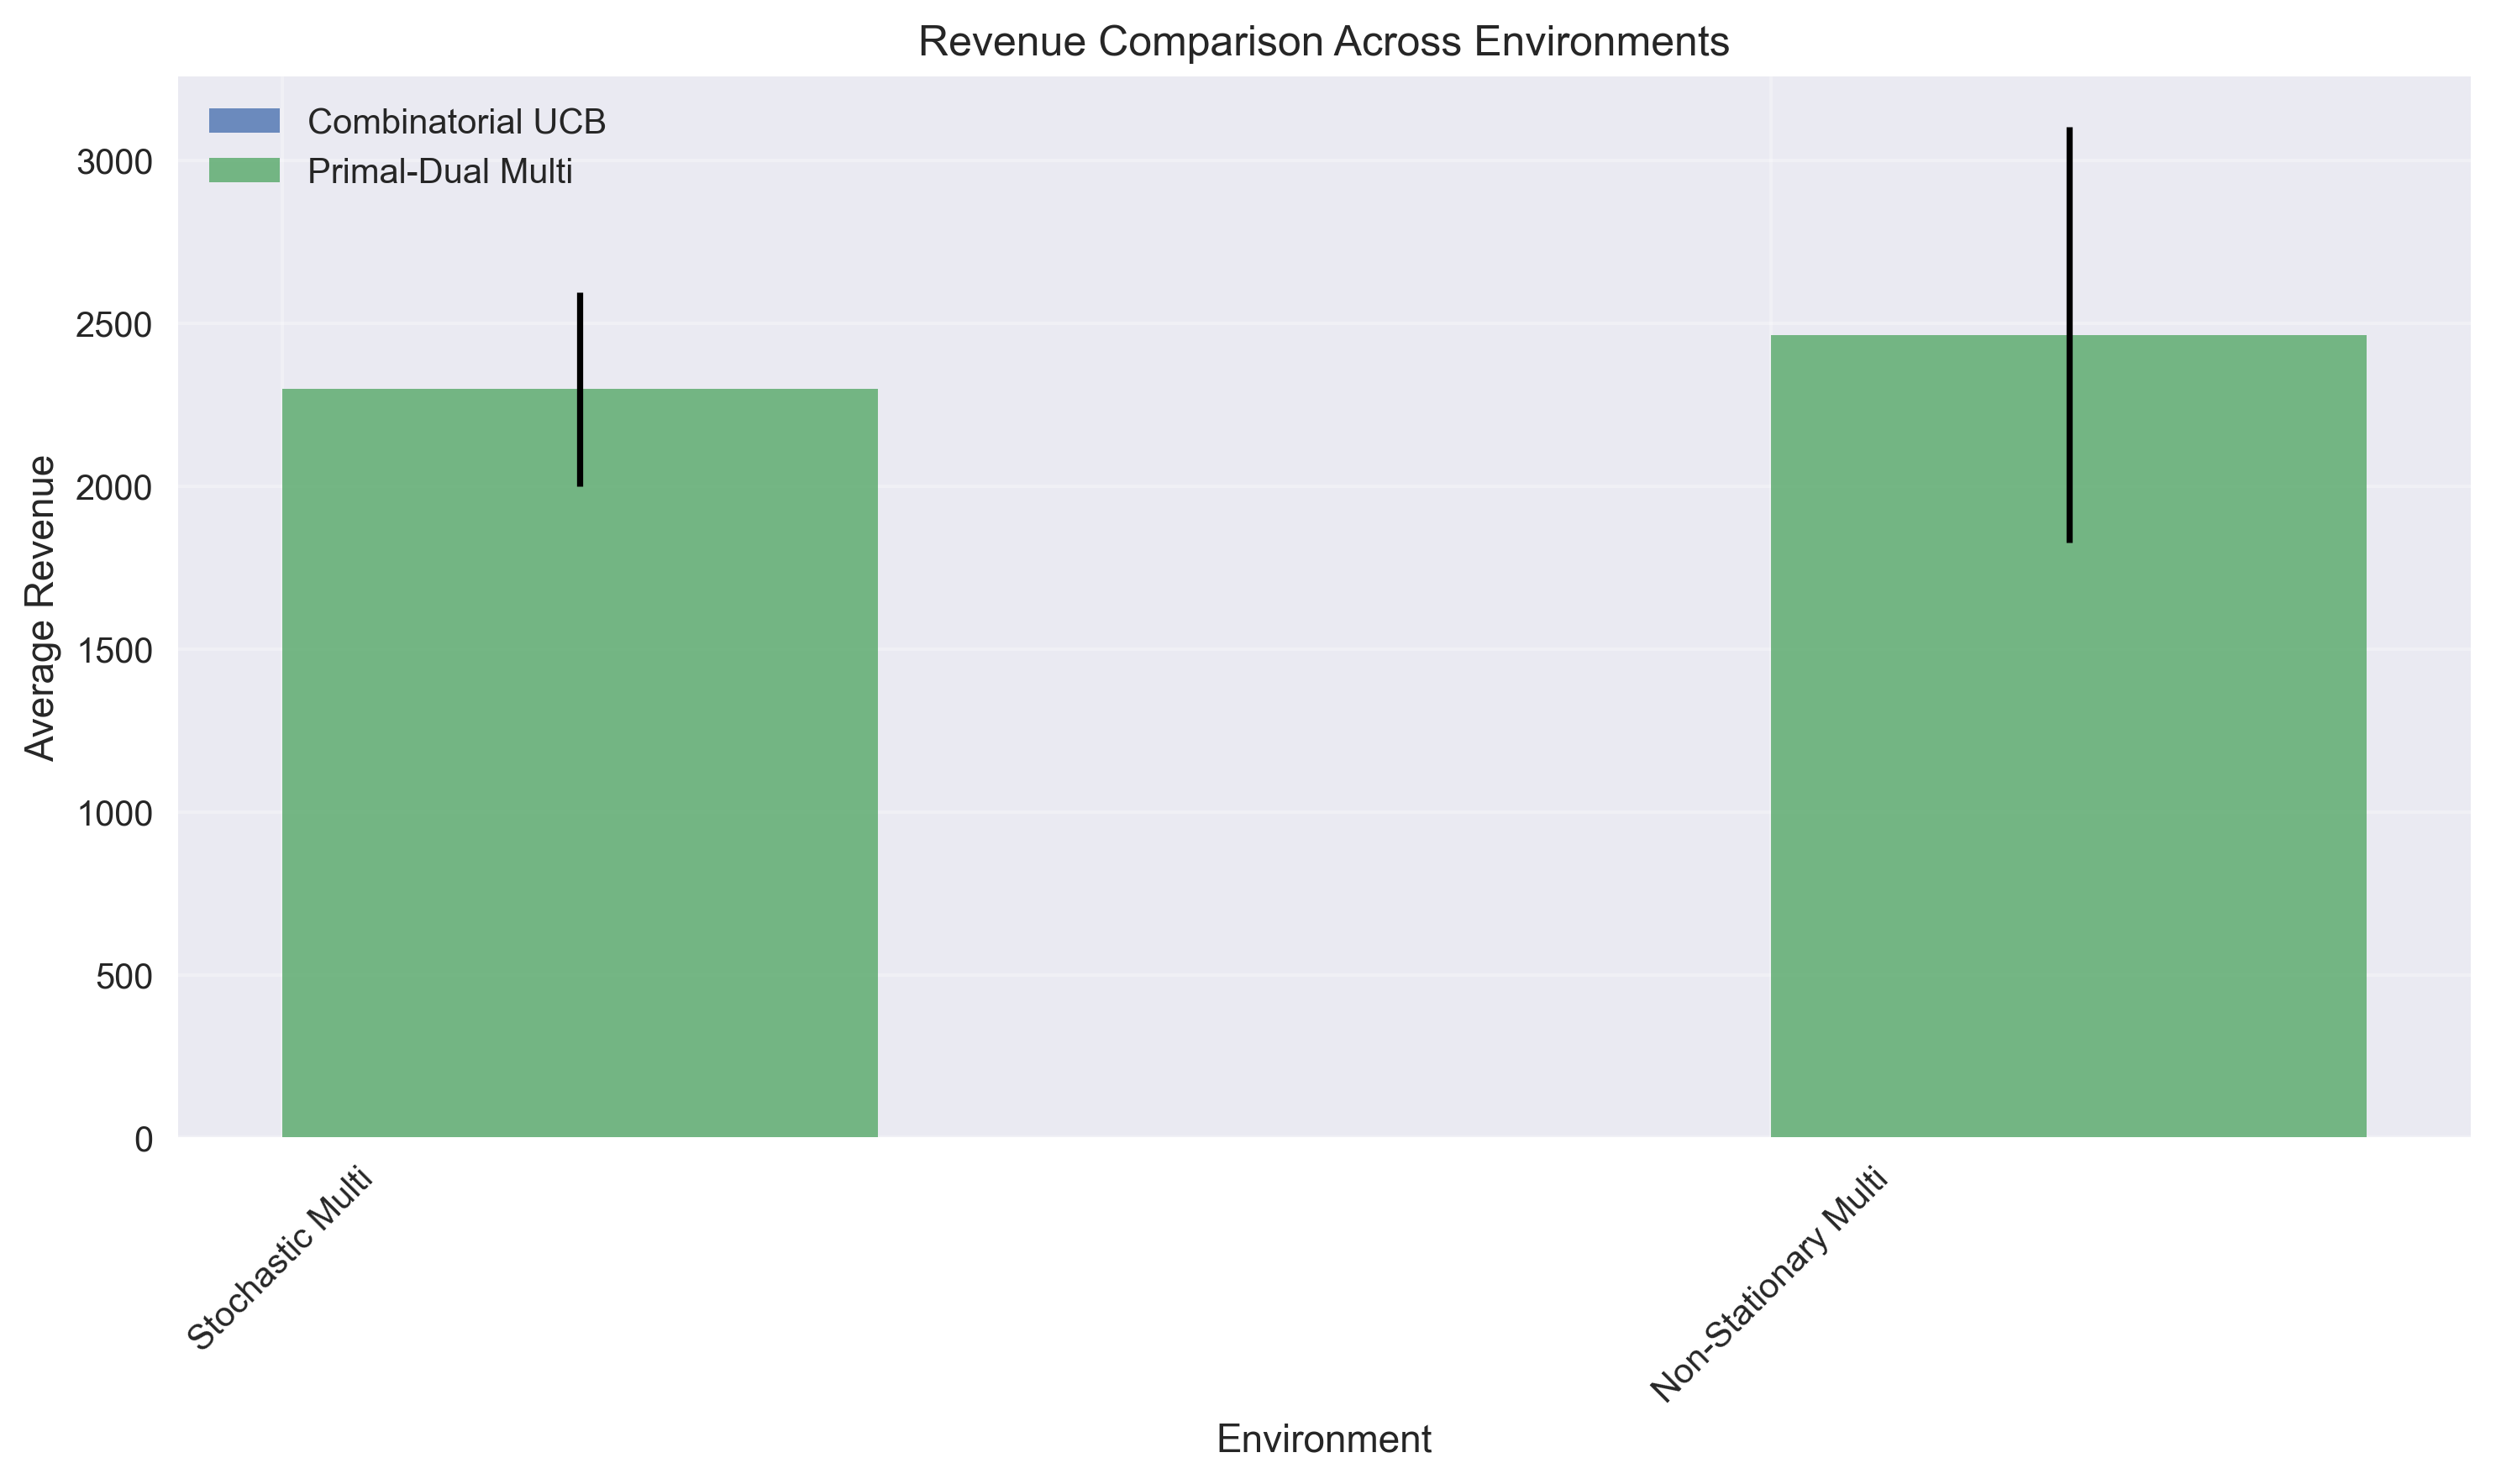 Revenue Comparison Across Environments
Combinatorial UCB
Primal-Dual Multi
3000
2500
2000
1500
1000
500
0
Average Revenue
Stochastic Multi
Non-Stationary Multi
Environment